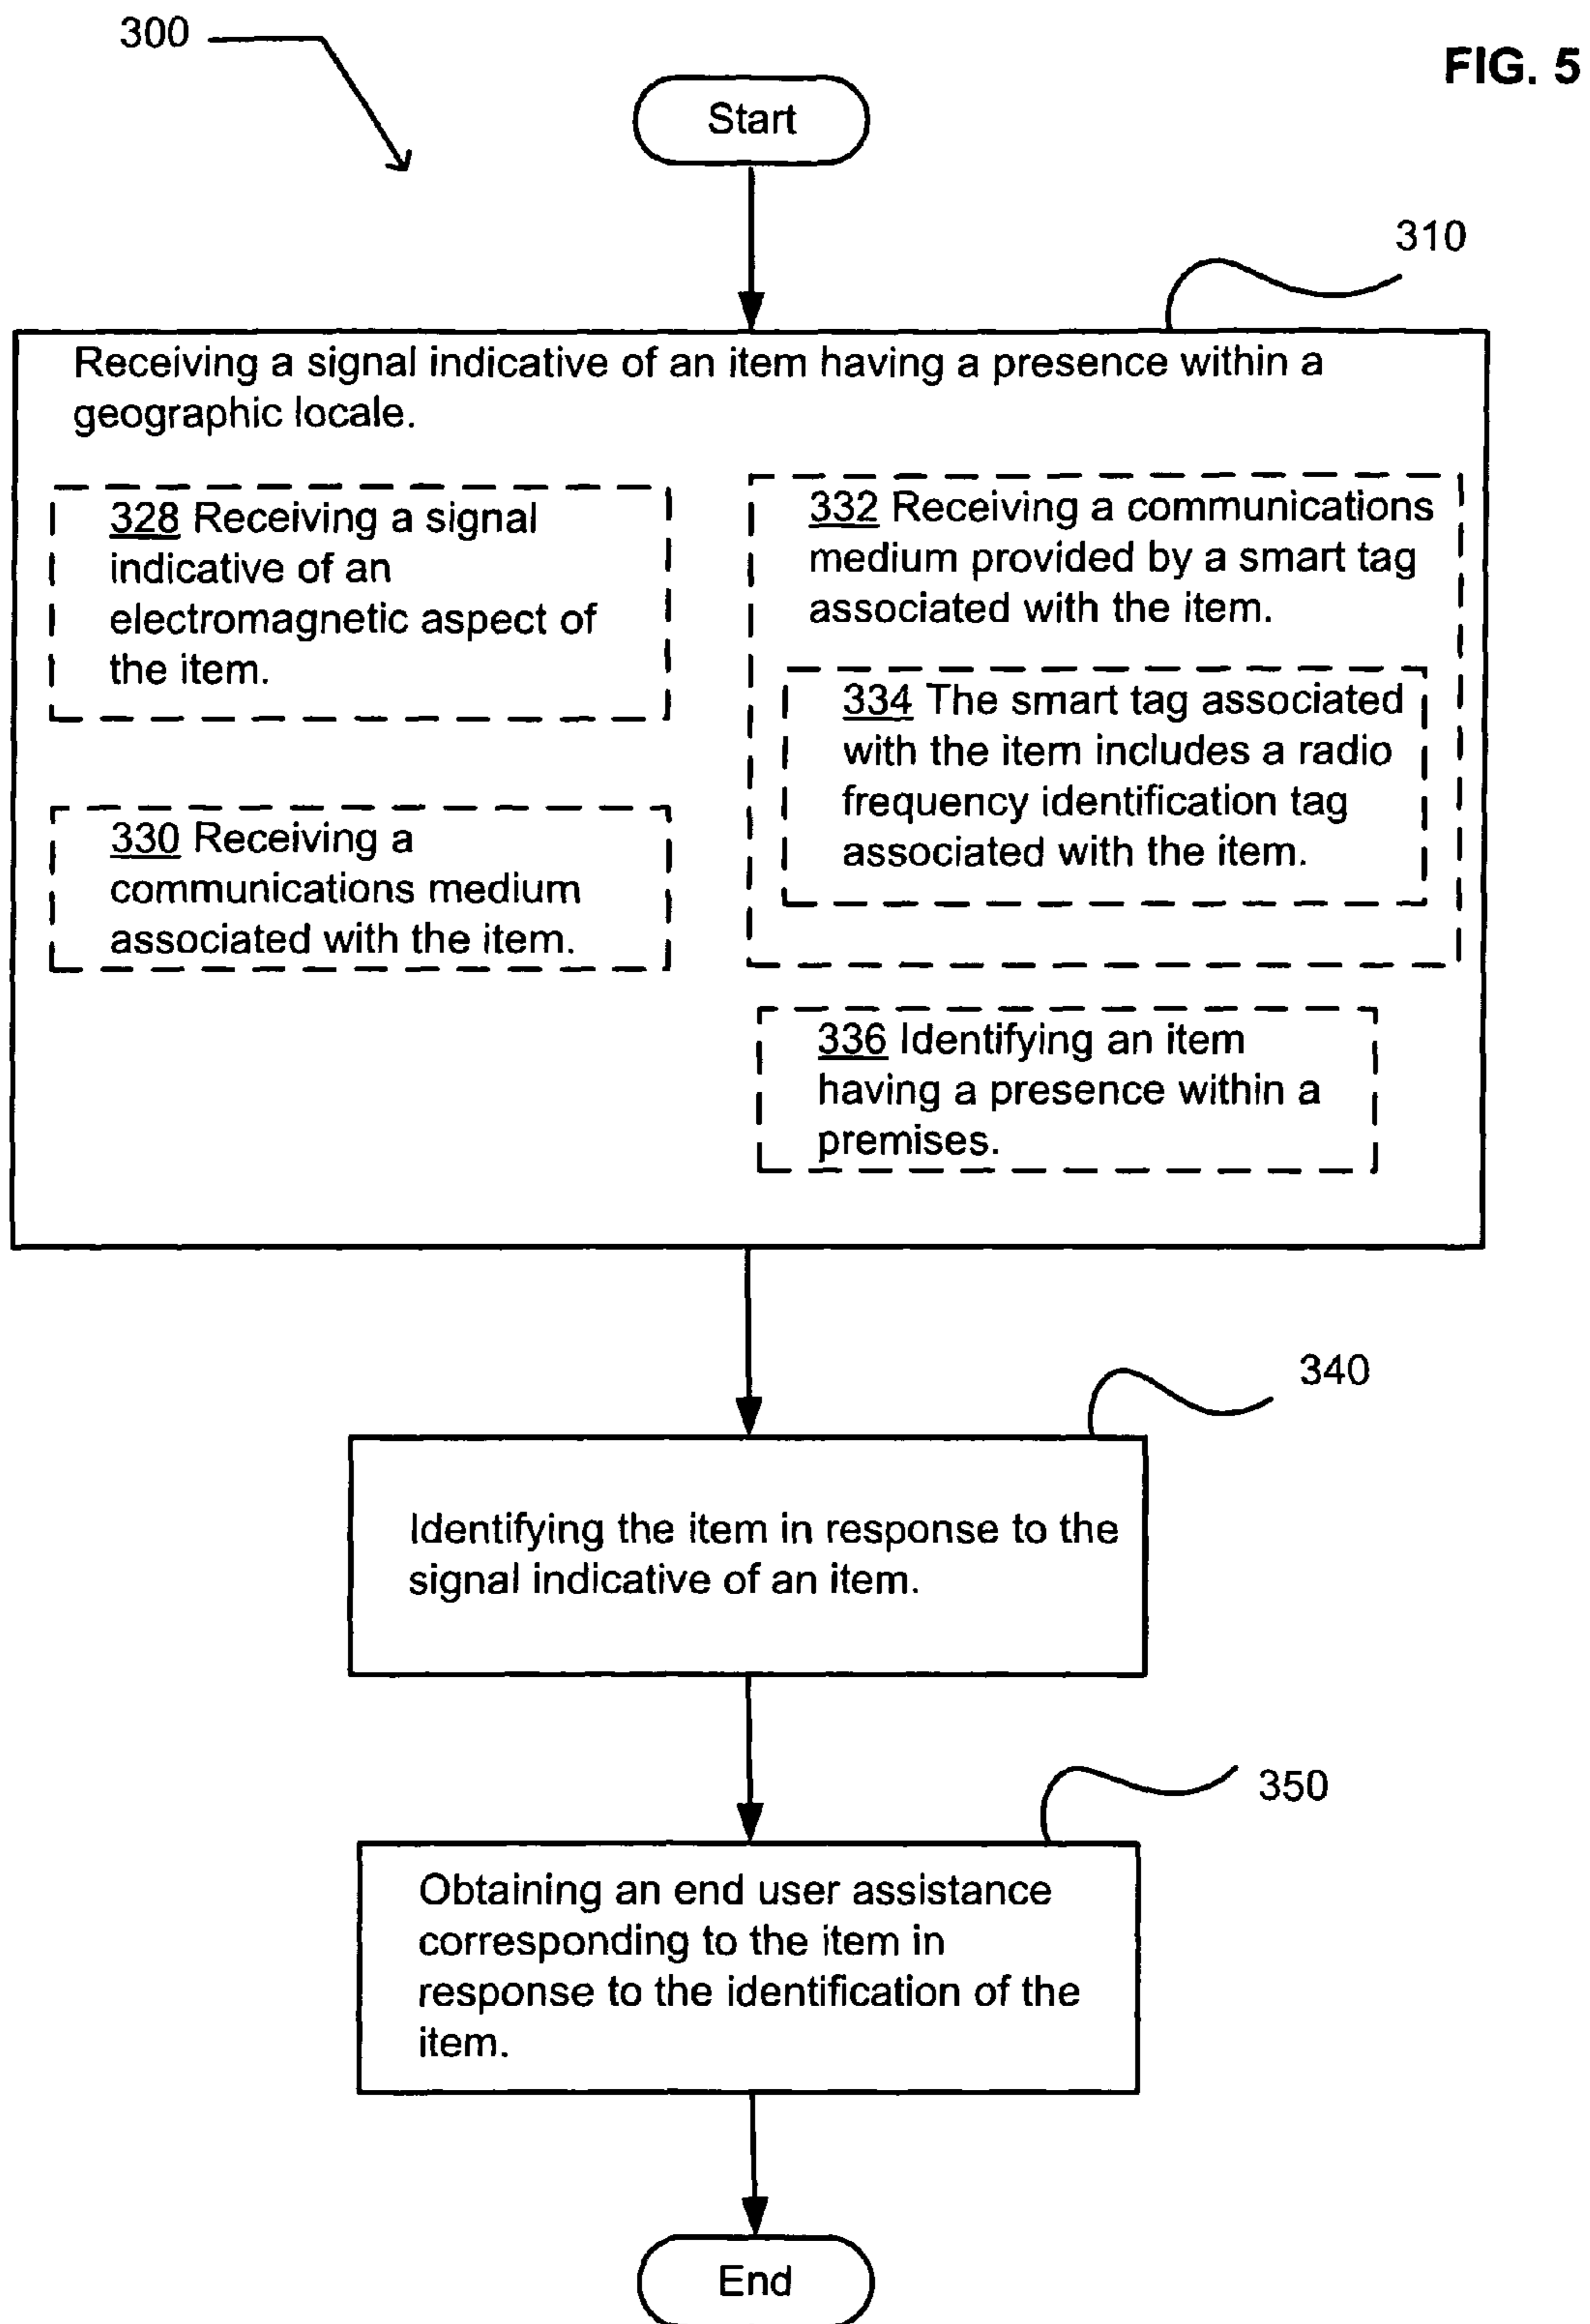 300
FIG. 5
Start
310
Receiving a signal indicative of an item having a presence within a
geographic locale.
328 Receiving a signal
indicative of an
electromagnetic aspect of
the item.
330 Receiving a
communications medium
associated with the item.
332 Receiving a communications
medium provided by a smart tag
associated with the item.
334 The smart tag associated
with the item includes a radio
frequency identification tag
associated with the item.
336 Identifying an item
having a presence within a
premises.
340
Identifying the item in response to the
signal indicative of an item.
350
Obtaining an end user assistance
corresponding to the item in
response to the identification of the
item.
End